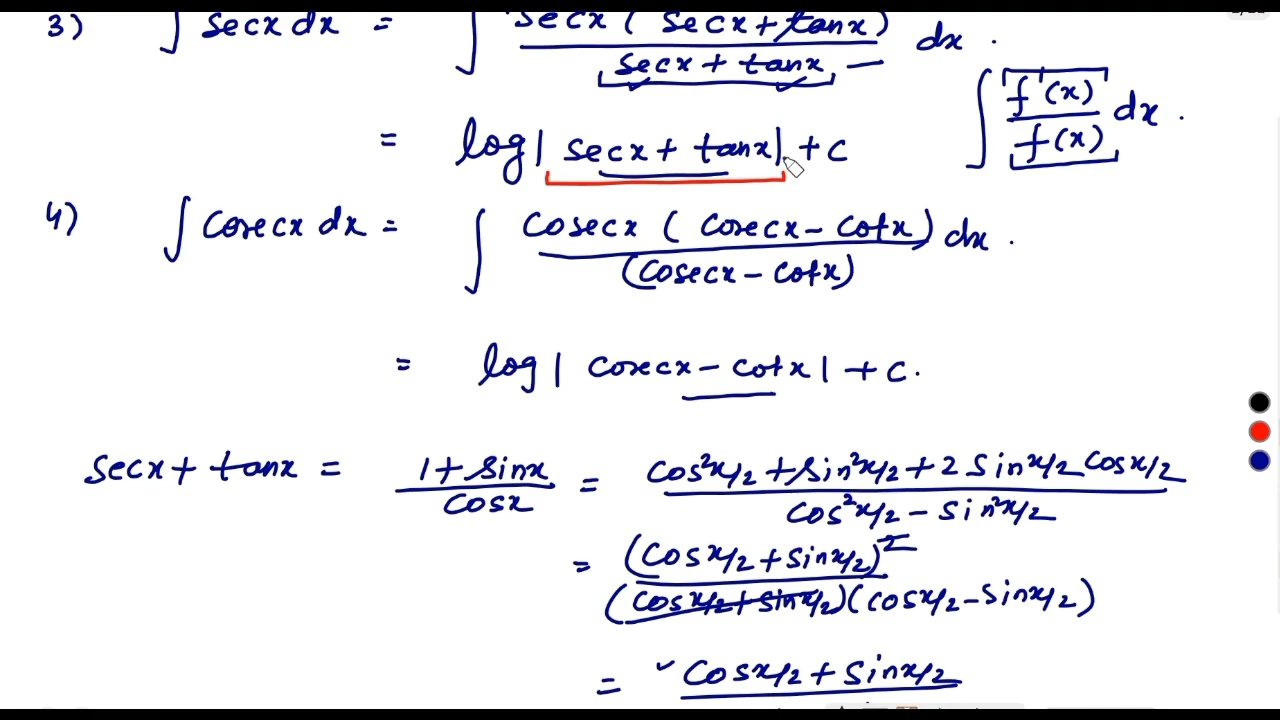 3) ∫ secx dx = ∫ secx ( secx + tanx ) / secx + tanx dx .
∫ f'(x) / f(x) dx .
= log| secx + tanx | + c
4) ∫ cosecx dx = ∫ cosecx ( cosecx - cotx ) / (cosecx - cotx) dx .
= log | cosecx - cotx | + c .
secx + tanx = 1 + sinx / cosx = cos²x/2 + sin²x/2 + 2 sinx/2 cosx/2 / cos²x/2 - sin²x/2
= (cosx/2 + sinx/2)² / (cosx/2 + sinx/2)(cosx/2 - sinx/2)
= cosx/2 + sinx/2